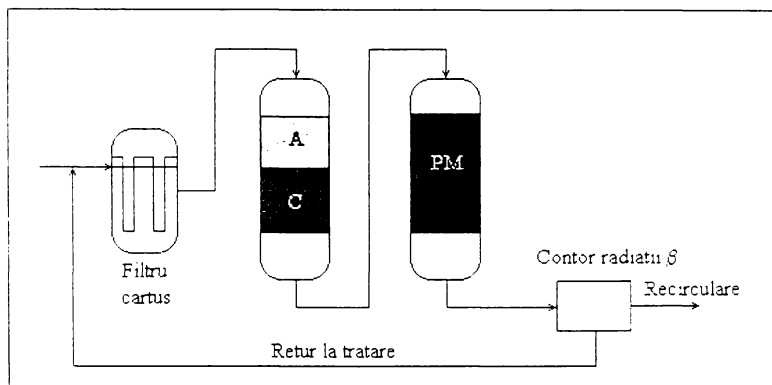 A
C
PM
Filtru
cartus
Contor radiatii β
Recirculare
Retur la tratare